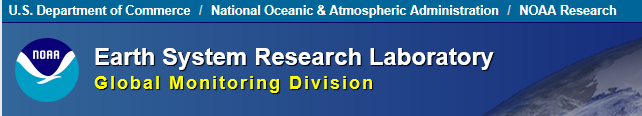 U.S. Department of Commerce / National Oceanic & Atmospheric Administration / NOAA Research
NOAA
Earth System Research Laboratory
Global Monitoring Division